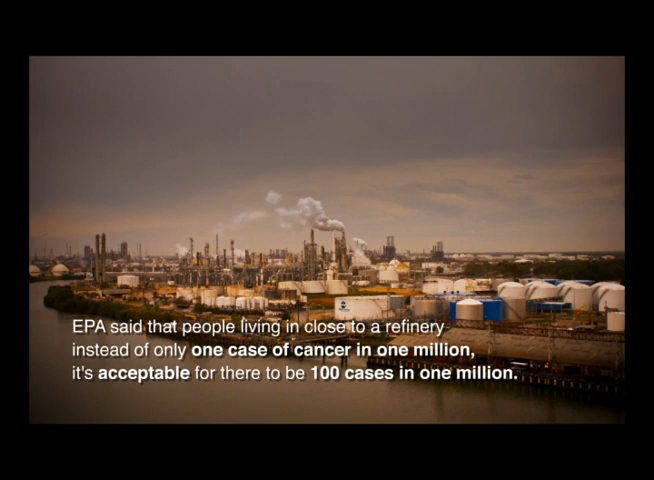 EPA said that people living in close to a refinery
instead of only one case of cancer in one million,
it's acceptable for there to be 100 cases in one million.